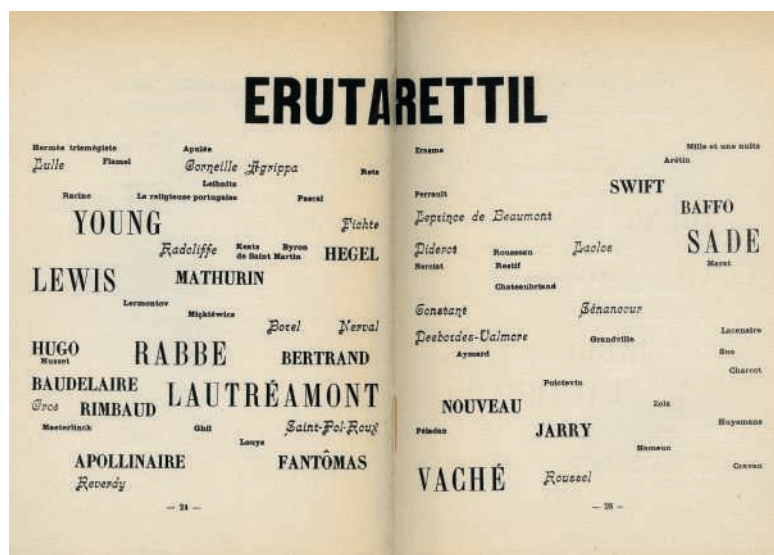 ERUTARETTIL
Hermès trismégiste Apulée
Lulle Flamel Corneille Agrippa Retz
Leibnitz
Racine La religieuse portugaise Pascal
YOUNG Fichte
Radcliffe Keats Byron
de Saint Martin HEGEL
LEWIS MATHURIN
Lermontov
Miçkiéwics
Borel Nerval
HUGO RABBE BERTRAND
Musset
BAUDELAIRE LAUTRÉAMONT
Cros RIMBAUD
Maeterlinck Ghil Saint-Pol-Roux
Louys
APOLLINAIRE FANTÔMAS
Reverdy
— 24 —
Erasme Mille et une nuits
Arétin
SWIFT
Perrault BAFFO
Leprince de Beaumont
Diderot Rousseau Laclos SADE
Nerciat Restif Marat
Chateaubriand
Constant Sénancour
Desbordes-Valmore Grandville Lacenaire
Aymard Sue
Charcot
Poictevin
NOUVEAU Zola
Péladan JARRY Huysmans
Hamsun
VACHÉ Roussel Cravan
— 25 —